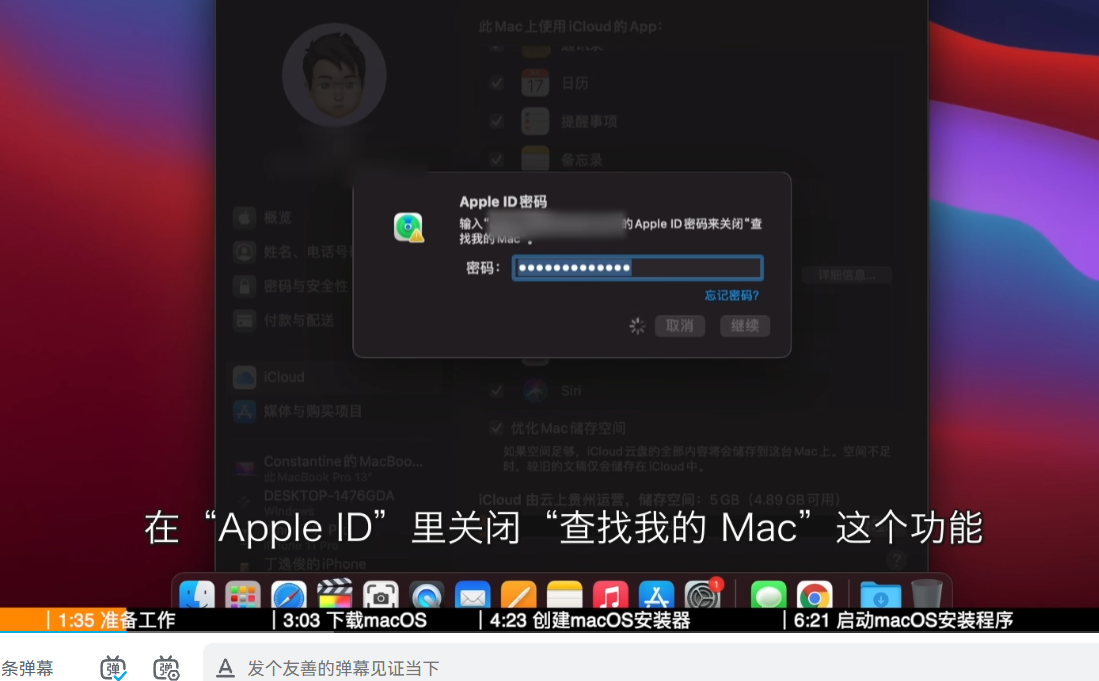 此Mac上使用iCloud的App：
通讯录
17 日历
提醒事项
备忘录
概览
姓名、电话号
密码与安全性
付款与配送
iCloud
媒体与购买项目
Constantine的MacBoo...
此MacBook Pro 13"
DESKTOP-1476GDA
Windows
iPhone 11 Pro
丁逸俊的iPhone
Apple ID密码
输入“
的Apple ID密码来关闭“查
找我的Mac”。
密码：
忘记密码?
取消 继续
详细信息...
Siri
优化Mac储存空间
如果空间足够，iCloud云盘的全部内容将会储存到这台Mac上。空间不足
时，较旧的文稿仅会储存在iCloud中。
iCloud 由云上贵州运营，储存空间：5 GB（4.89 GB可用）
?
在“Apple ID”里关闭“查找我的 Mac”这个功能
1
| 1:35 准备工作 | 3:03 下载macOS | 4:23 创建macOS安装器 | 6:21 启动macOS安装程序
条弹幕 弹 弹 A 发个友善的弹幕见证当下